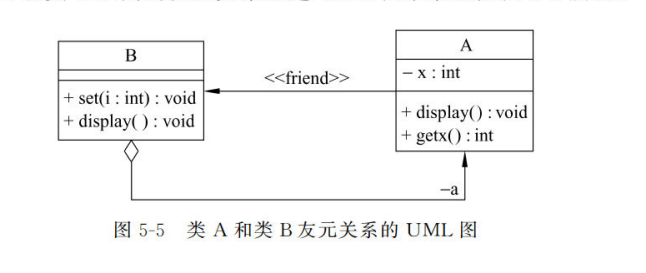 B
+ set(i : int) : void
+ display( ) : void
<<friend>>
A
− x : int
+ display() : void
+ getx() : int
−a
图 5-5 类 A 和类 B 友元关系的 UML 图